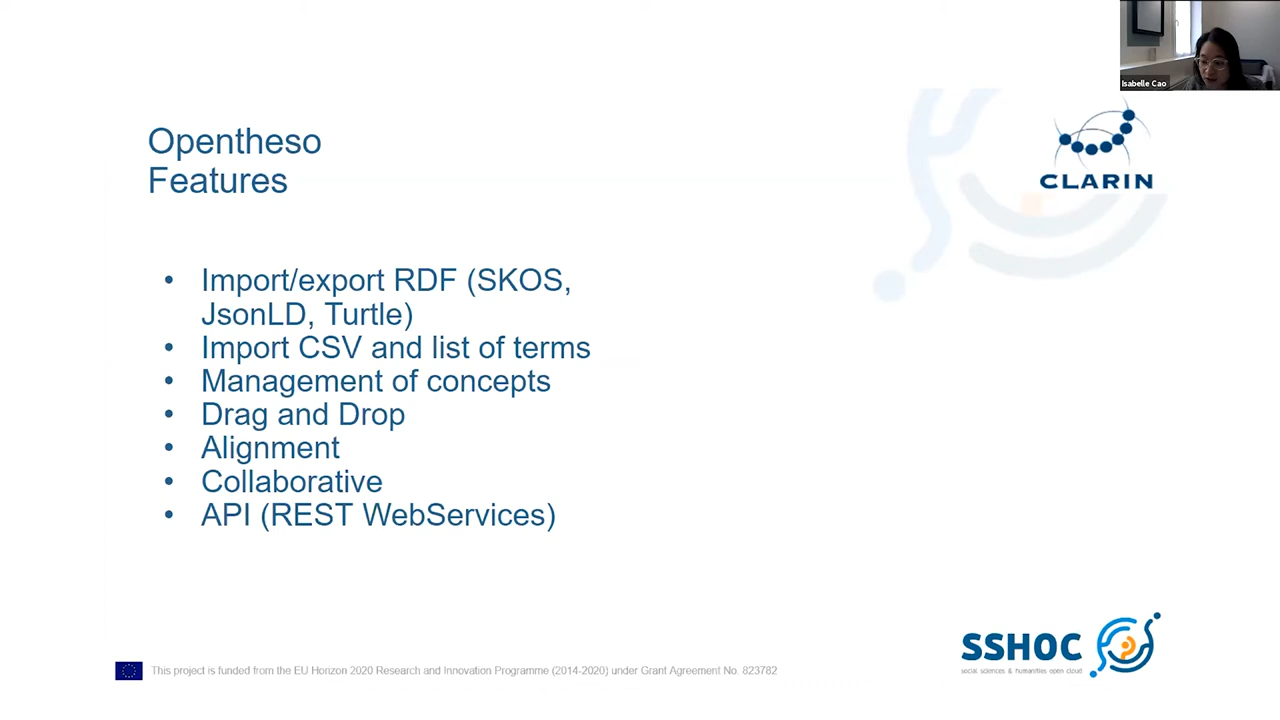 Isabelle Cao
Opentheso
Features
CLARIN
• Import/export RDF (SKOS,
JsonLD, Turtle)
• Import CSV and list of terms
• Management of concepts
• Drag and Drop
• Alignment
• Collaborative
• API (REST WebServices)
SSHOC
social sciences & humanities open cloud
This project is funded from the EU Horizon 2020 Research and Innovation Programme (2014-2020) under Grant Agreement No. 823782